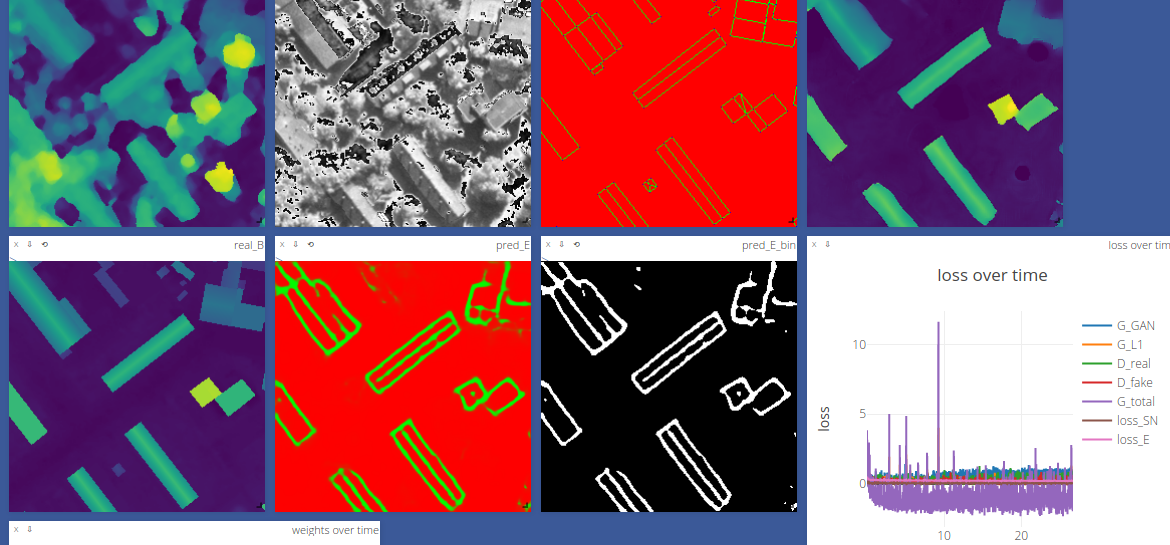 x ⇩ ⟲ real_B
x ⇩ ⟲ pred_E
x ⇩ ⟲ pred_E_bin
x ⇩ loss over tim
loss over time
10
5
0
loss
10
20
G_GAN
G_L1
D_real
D_fake
G_total
loss_SN
loss_E
x ⇩ weights over time